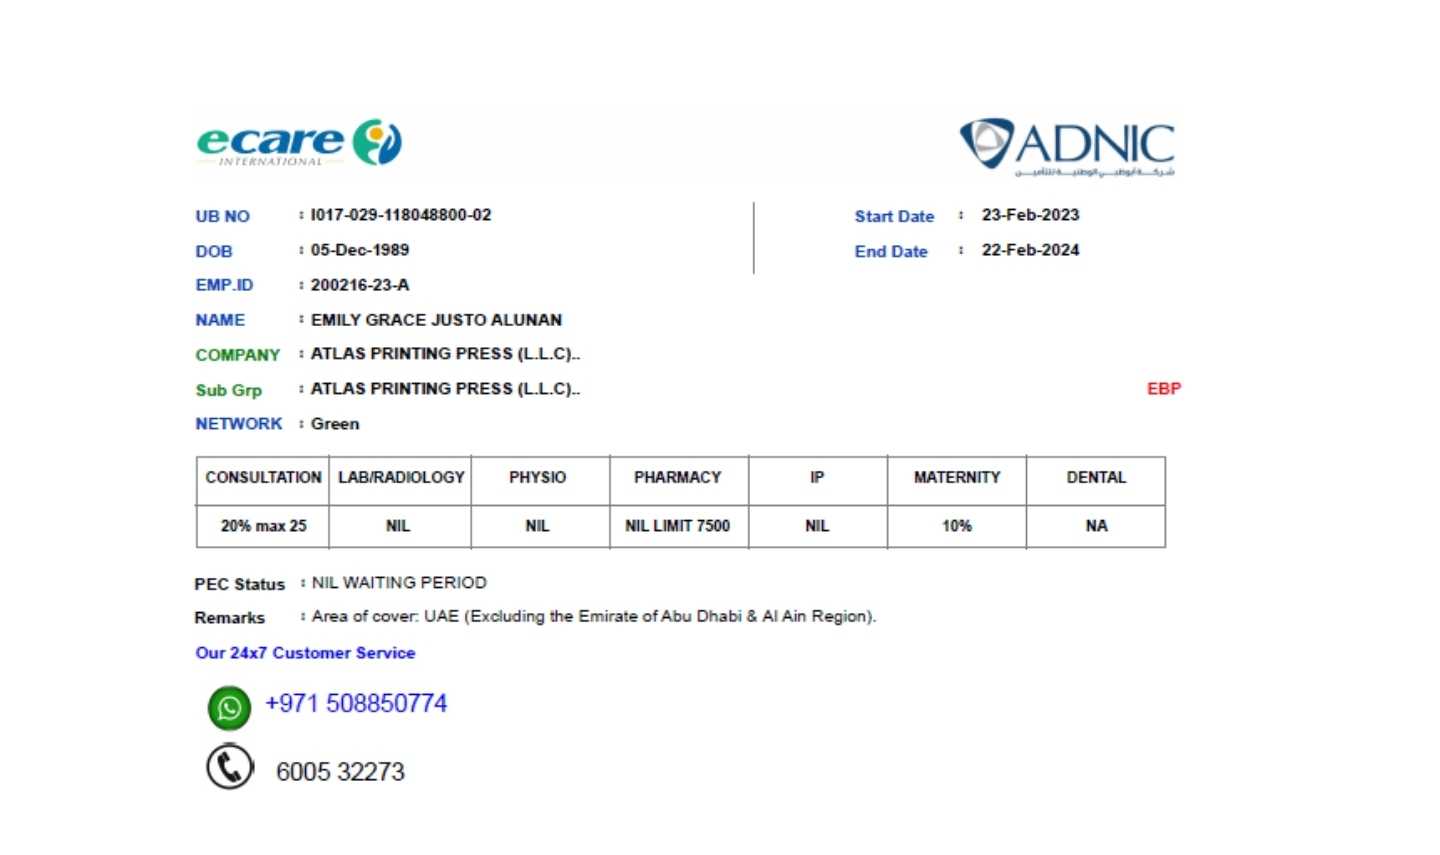 ecare
INTERNATIONAL
ADNIC
شركة أبوظبي الوطنية للتأمين
UB NO : I017-029-118048800-02
Start Date : 23-Feb-2023
DOB : 05-Dec-1989
End Date : 22-Feb-2024
EMP.ID : 200216-23-A
NAME : EMILY GRACE JUSTO ALUNAN
COMPANY : ATLAS PRINTING PRESS (L.L.C)..
Sub Grp : ATLAS PRINTING PRESS (L.L.C)..
EBP
NETWORK : Green
CONSULTATION LAB/RADIOLOGY PHYSIO PHARMACY IP MATERNITY DENTAL
20% max 25 NIL NIL NIL LIMIT 7500 NIL 10% NA
PEC Status : NIL WAITING PERIOD
Remarks : Area of cover: UAE (Excluding the Emirate of Abu Dhabi & Al Ain Region).
Our 24x7 Customer Service
+971 508850774
6005 32273